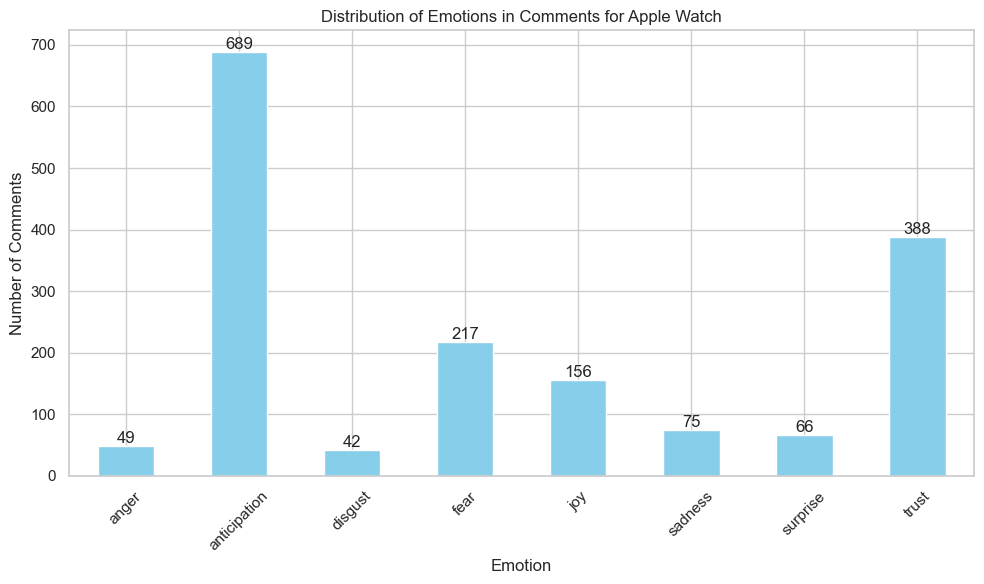 Distribution of Emotions in Comments for Apple Watch
Number of Comments
700
600
500
400
300
200
100
0
49
689
42
217
156
75
66
388
anger
anticipation
disgust
fear
joy
sadness
surprise
trust
Emotion